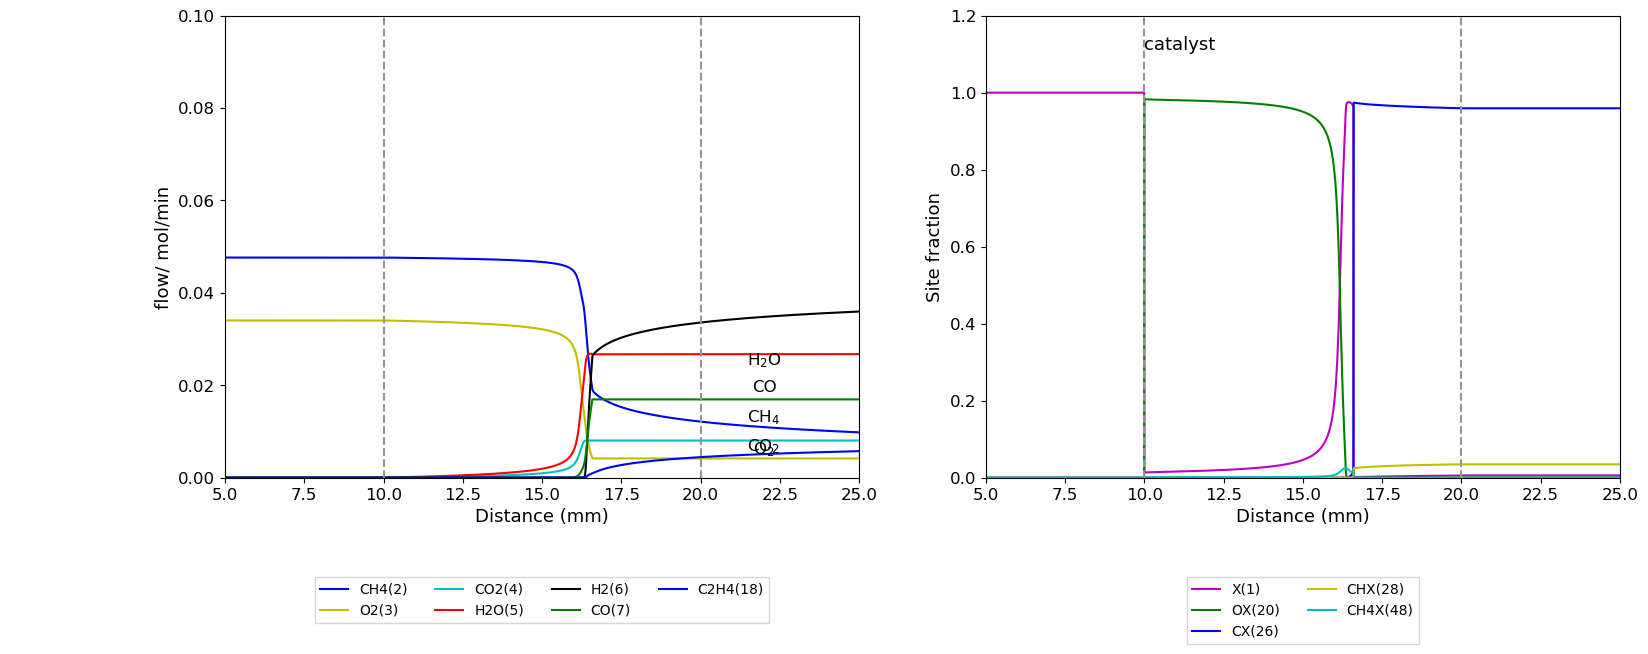 0.10
0.08
0.06
0.04
0.02
0.00
flow/ mol/min
H₂O
CO
CH₄
CO₂
O₂
5.0 7.5 10.0 12.5 15.0 17.5 20.0 22.5 25.0
Distance (mm)
CH4(2) CO2(4) H2(6) C2H4(18)
O2(3) H2O(5) CO(7)
1.2
1.0
0.8
0.6
0.4
0.2
0.0
Site fraction
catalyst
5.0 7.5 10.0 12.5 15.0 17.5 20.0 22.5 25.0
Distance (mm)
X(1) CHX(28)
OX(20) CH4X(48)
CX(26)